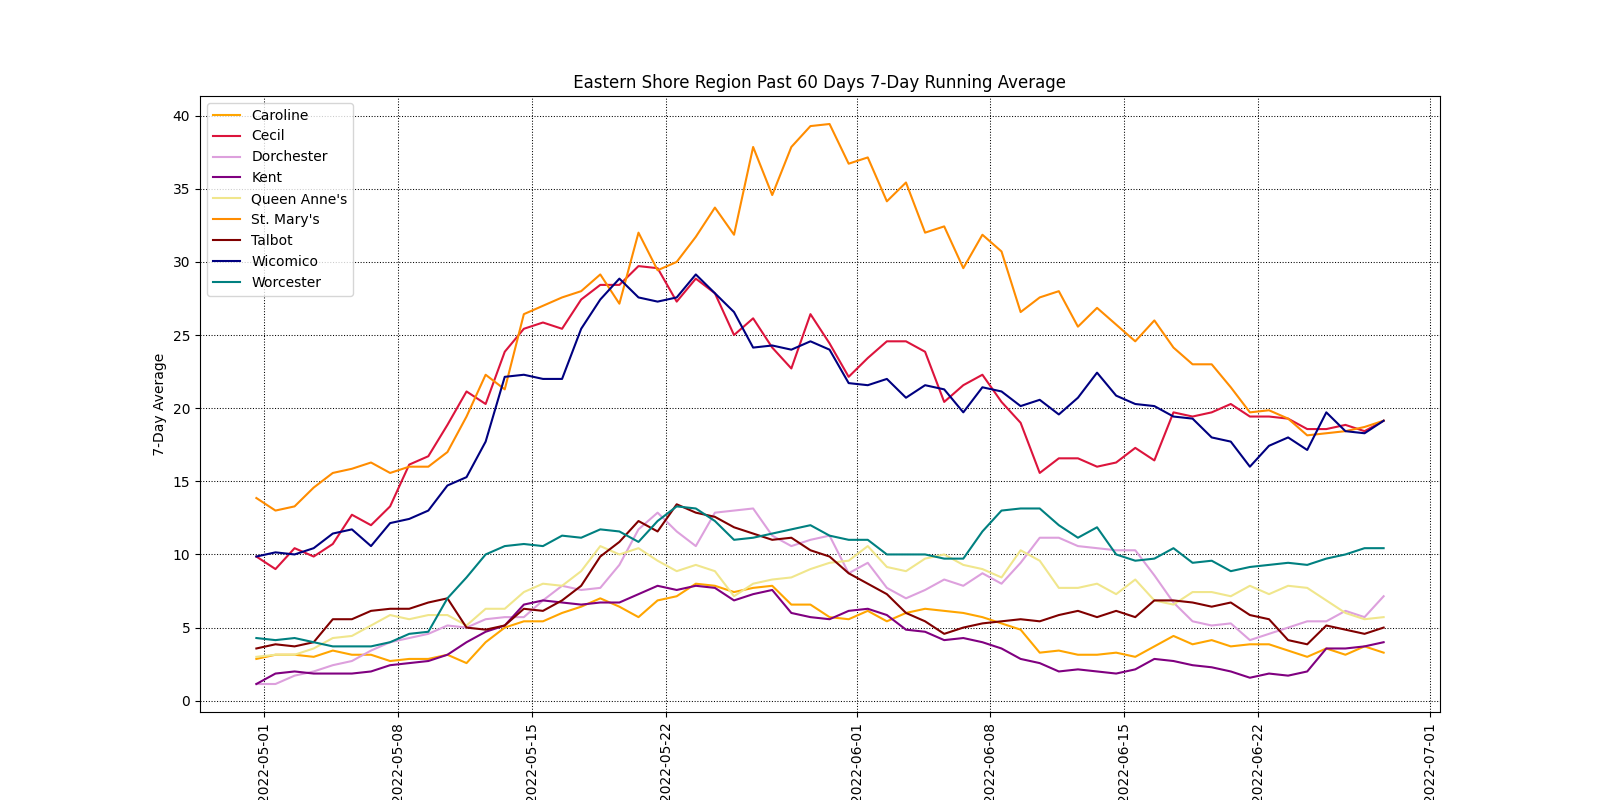 Eastern Shore Region Past 60 Days 7-Day Running Average
Caroline
Cecil
Dorchester
Kent
Queen Anne's
St. Mary's
Talbot
Wicomico
Worcester
7-Day Average
40
35
30
25
20
15
10
5
0
2022-05-01
2022-05-08
2022-05-15
2022-05-22
2022-06-01
2022-06-08
2022-06-15
2022-06-22
2022-07-01